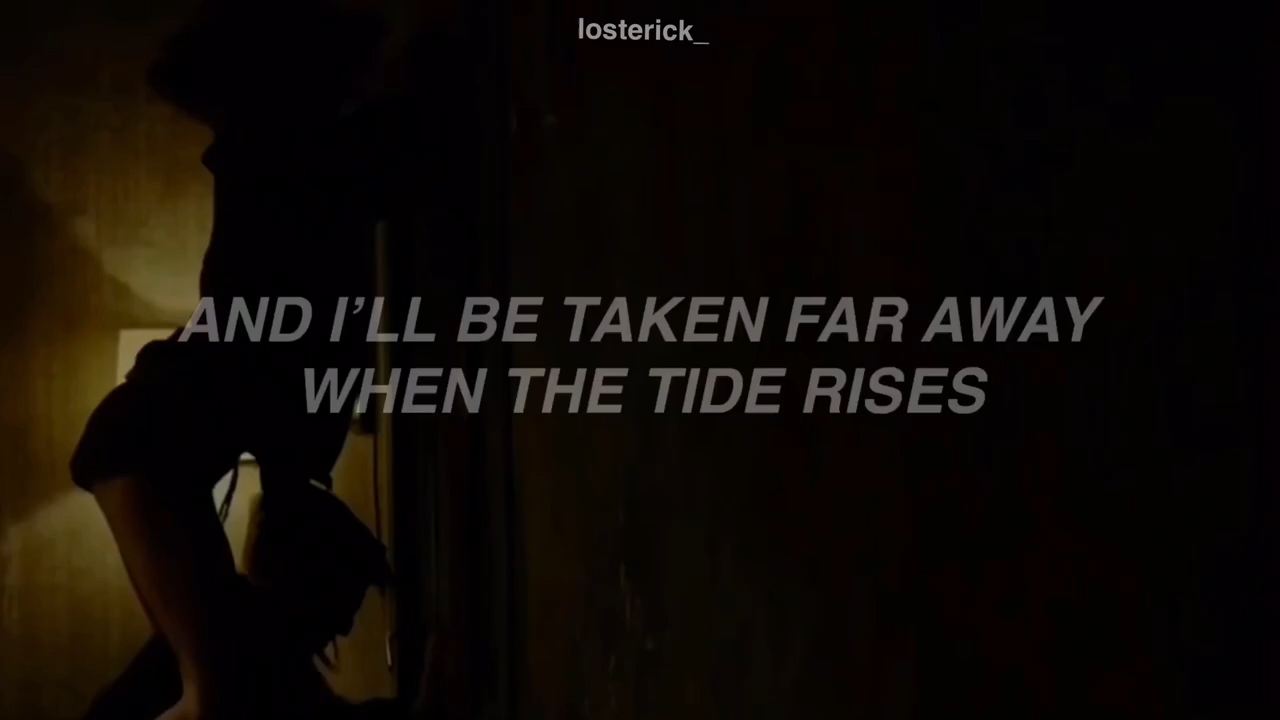 losterick_
AND I’LL BE TAKEN FAR AWAY
WHEN THE TIDE RISES